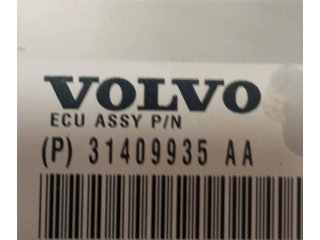 VOLVO
ECU ASSY P/N
(P) 31409935 AA